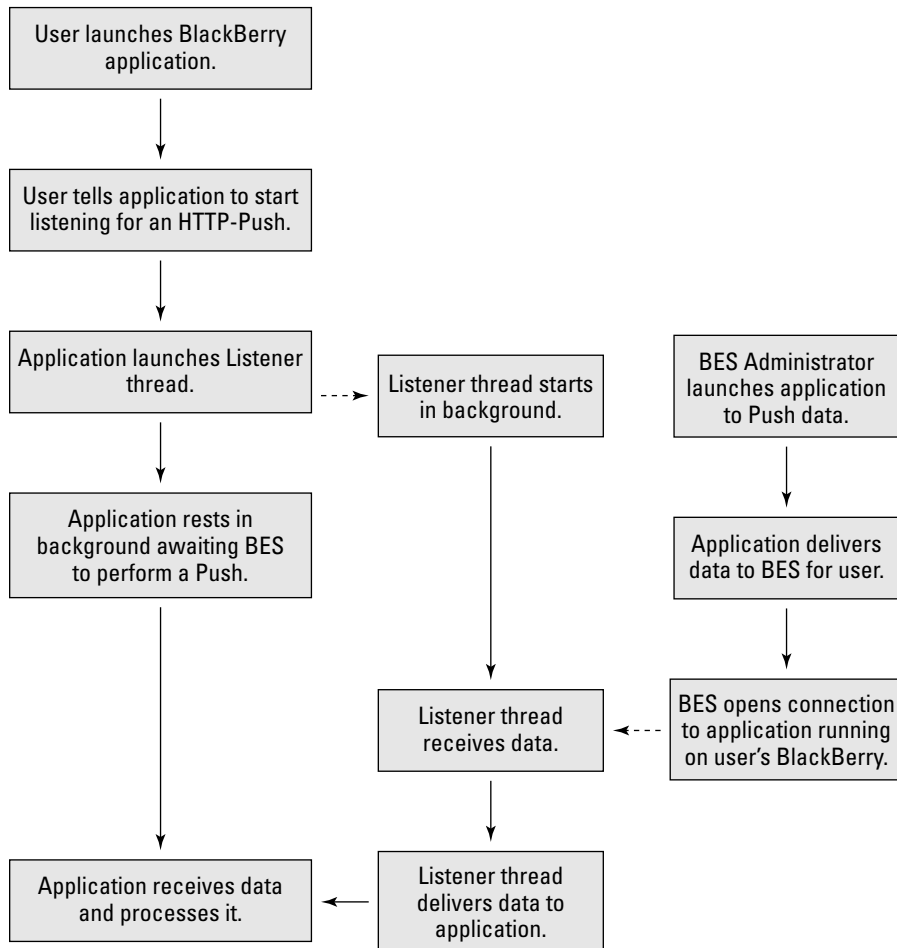 User launches BlackBerry
application.
User tells application to start
listening for an HTTP-Push.
Application launches Listener
thread.
Listener thread starts
in background.
BES Administrator
launches application
to Push data.
Application rests in
background awaiting BES
to perform a Push.
Application delivers
data to BES for user.
Listener thread
receives data.
BES opens connection
to application running
on user's BlackBerry.
Application receives data
and processes it.
Listener thread
delivers data to
application.